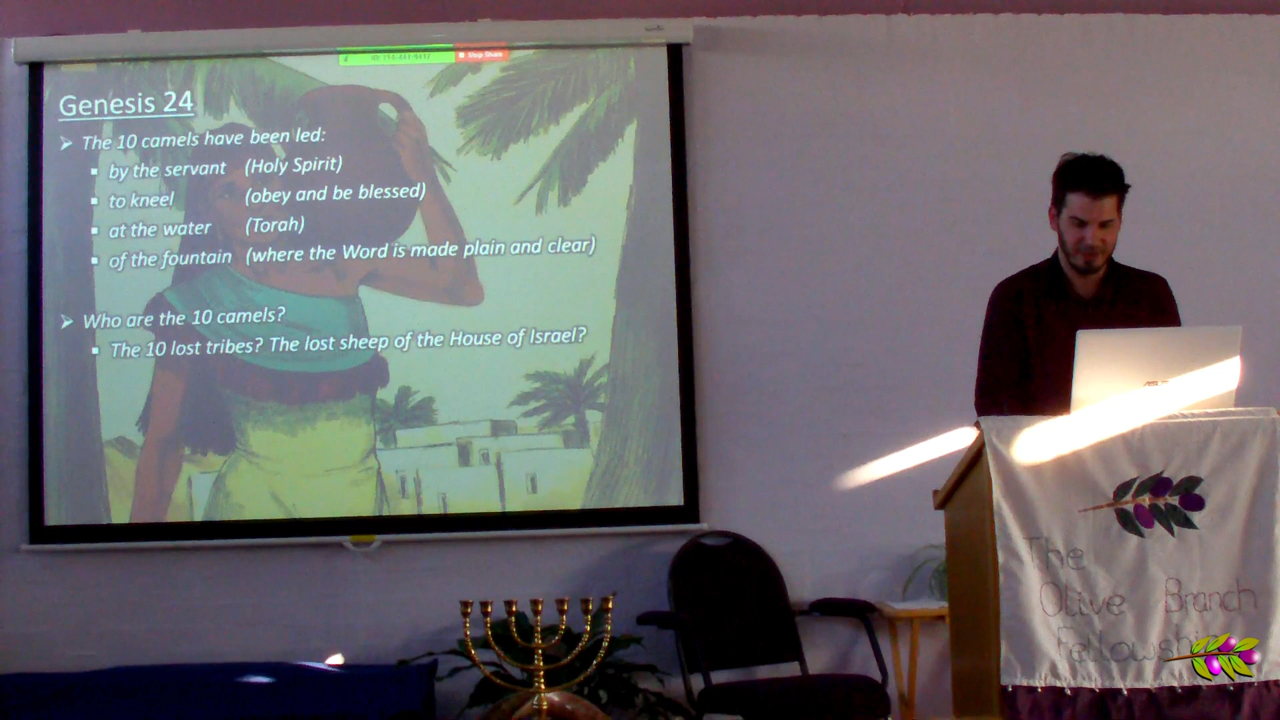 Stop Share
Genesis 24
➢ The 10 camels have been led:
▪ by the servant (Holy Spirit)
▪ to kneel (obey and be blessed)
▪ at the water (Torah)
▪ of the fountain (where the Word is made plain and clear)
➢ Who are the 10 camels?
▪ The 10 lost tribes? The lost sheep of the House of Israel?
The
Olive Branch
Fellowship